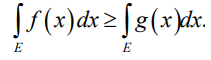 ∫_E f(x)dx ≥ ∫_E g(x)dx.